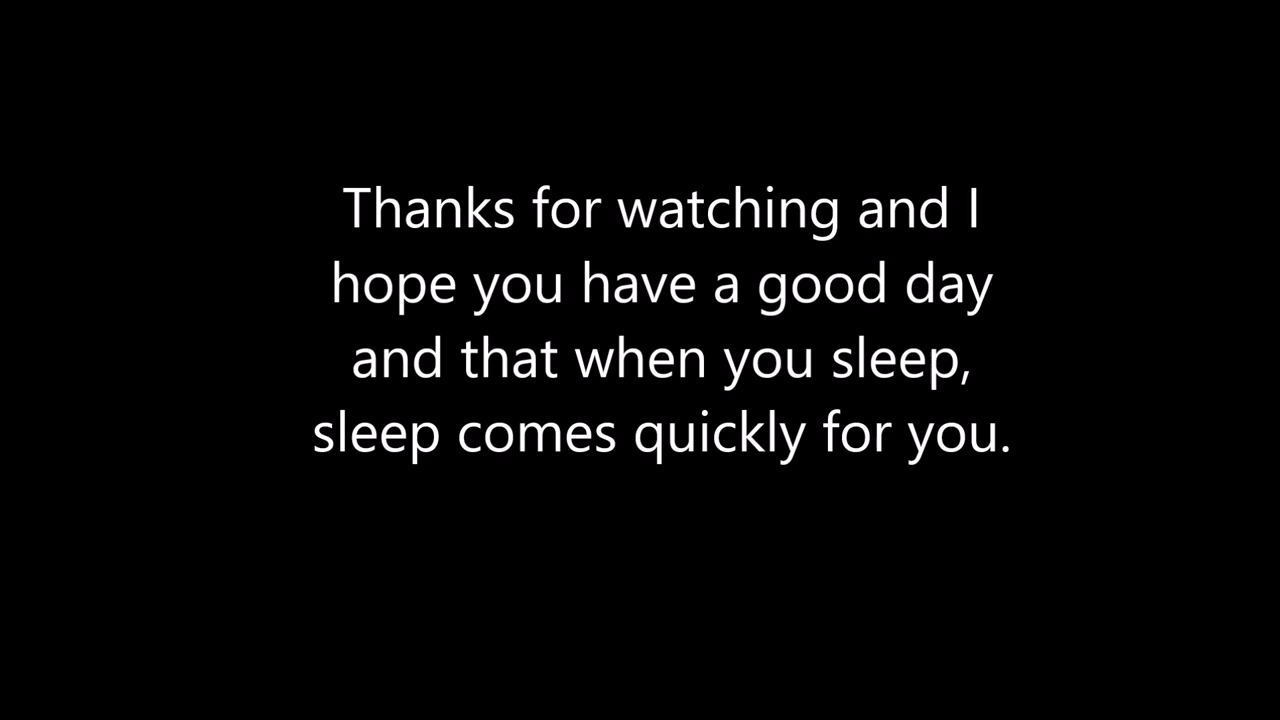 Thanks for watching and I
hope you have a good day
and that when you sleep,
sleep comes quickly for you.